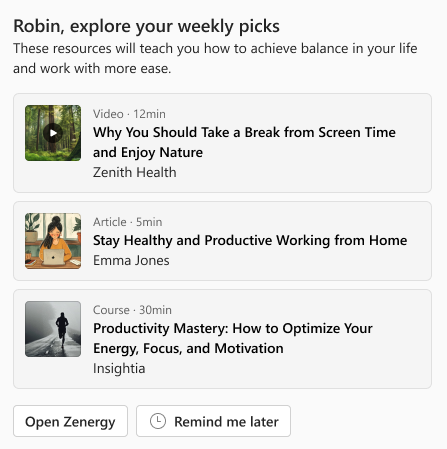 Robin, explore your weekly picks
These resources will teach you how to achieve balance in your life
and work with more ease.
Video · 12min
Why You Should Take a Break from Screen Time
and Enjoy Nature
Zenith Health
Article · 5min
Stay Healthy and Productive Working from Home
Emma Jones
Course · 30min
Productivity Mastery: How to Optimize Your
Energy, Focus, and Motivation
Insightia
Open Zenergy
Remind me later